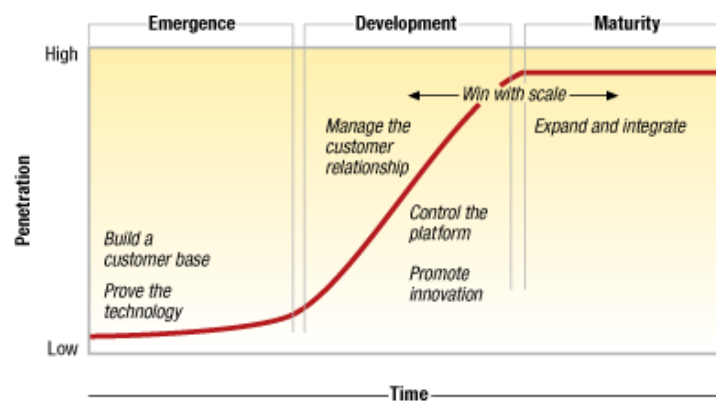 Emergence
Development
Maturity
High
Win with scale
Manage the
customer
relationship
Expand and integrate
Penetration
Control the
platform
Build a
customer base
Promote
innovation
Prove the
technology
Low
Time